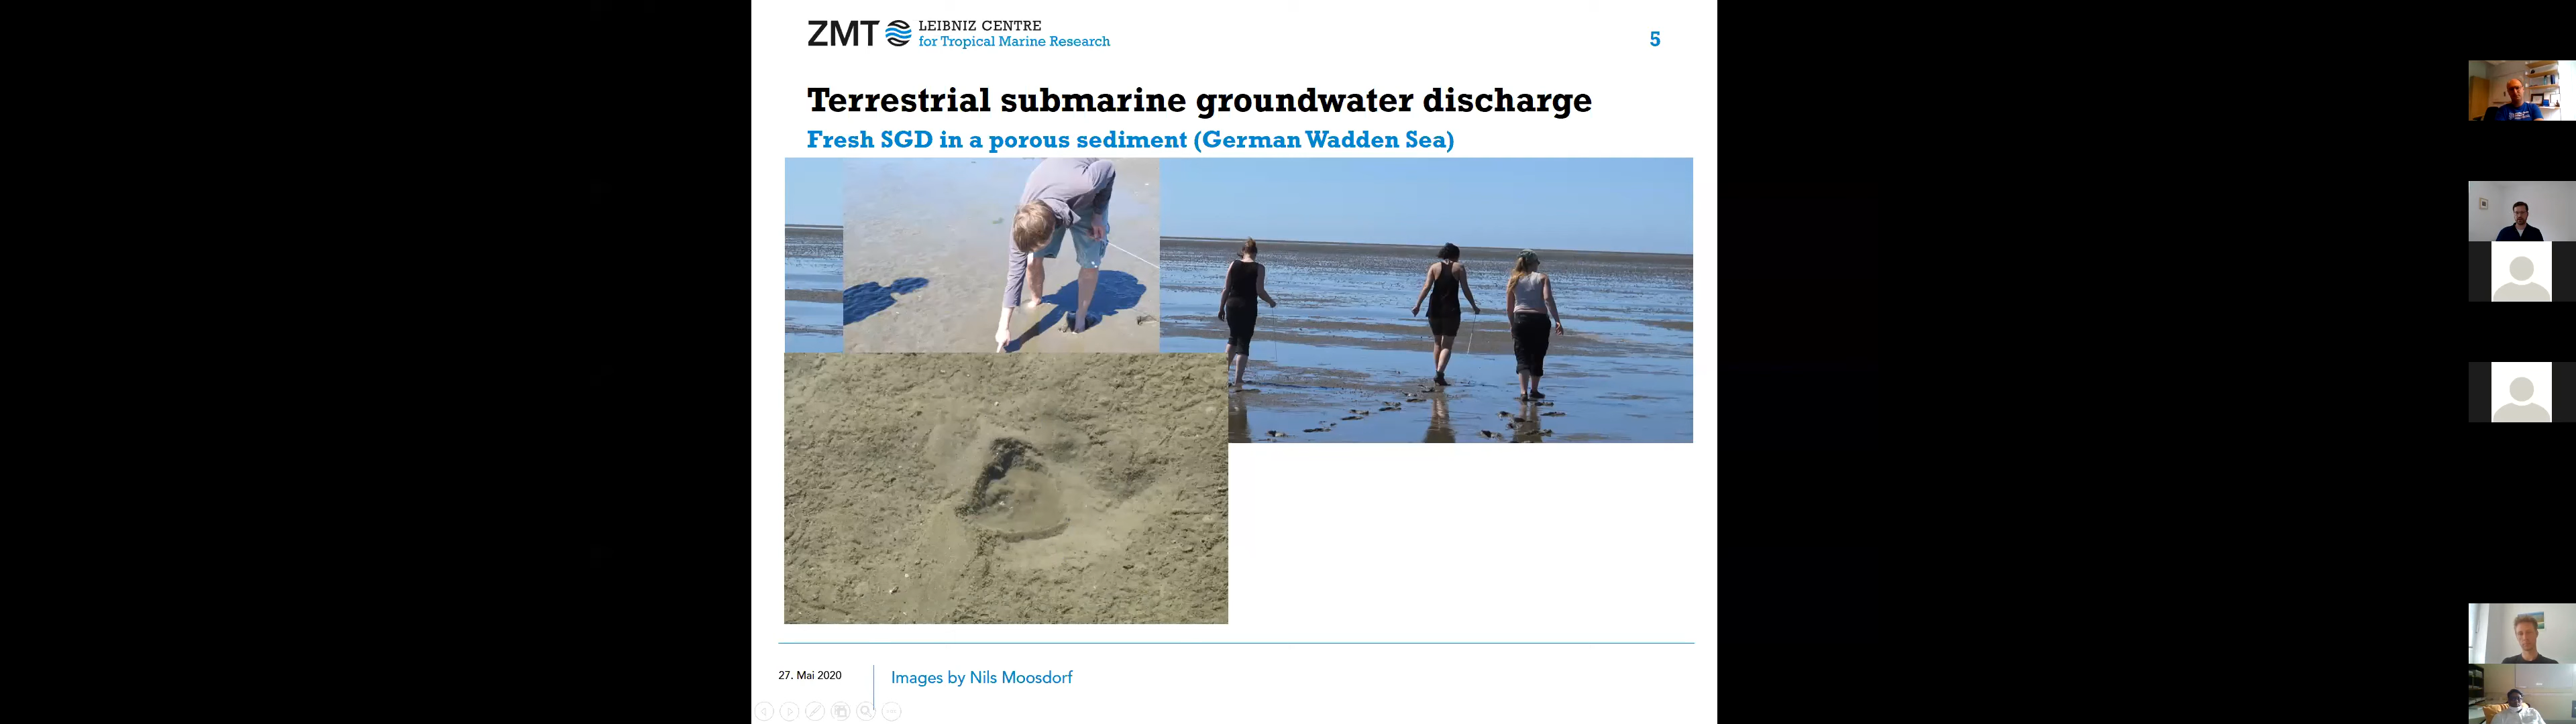 ZMT LEIBNIZ CENTRE
for Tropical Marine Research
5
Terrestrial submarine groundwater discharge
Fresh SGD in a porous sediment (German Wadden Sea)
27. Mai 2020
Images by Nils Moosdorf